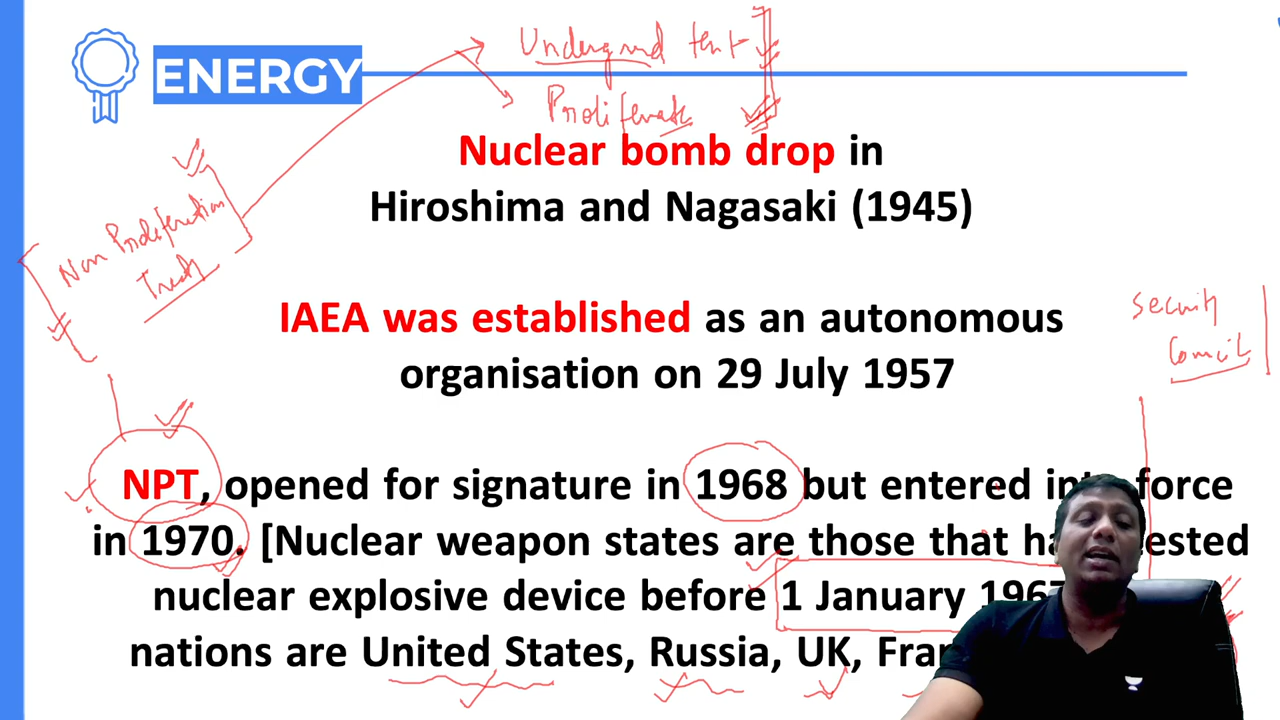 Underground test
ENERGY
Proliferate
Nuclear bomb drop in
Hiroshima and Nagasaki (1945)
Non Proliferation
Treaty
IAEA was established as an autonomous
organisation on 29 July 1957
Security
Council
NPT, opened for signature in 1968 but entered into force
in 1970. [Nuclear weapon states are those that ha tested
nuclear explosive device before 1 January 1967
nations are United States, Russia, UK, Fra